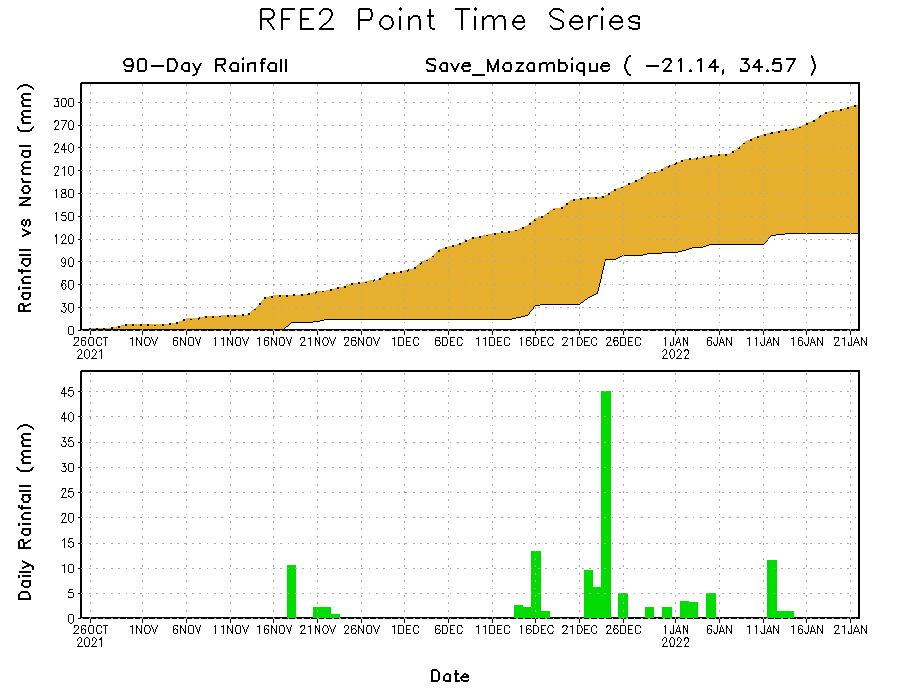 RFE2 Point Time Series
90-Day Rainfall
Save_Mazambique ( -21.14, 34.57 )
Rainfall vs Normal (mm)
300
270
240
210
180
150
120
90
60
30
0
26OCT 1NOV 6NOV 11NOV 16NOV 21NOV 26NOV 1DEC 6DEC 11DEC 16DEC 21DEC 26DEC 1JAN 6JAN 11JAN 16JAN 21JAN
2021 2022
Daily Rainfall (mm)
45
40
35
30
25
20
15
10
5
0
26OCT 1NOV 6NOV 11NOV 16NOV 21NOV 26NOV 1DEC 6DEC 11DEC 16DEC 21DEC 26DEC 1JAN 6JAN 11JAN 16JAN 21JAN
2021 2022
Date